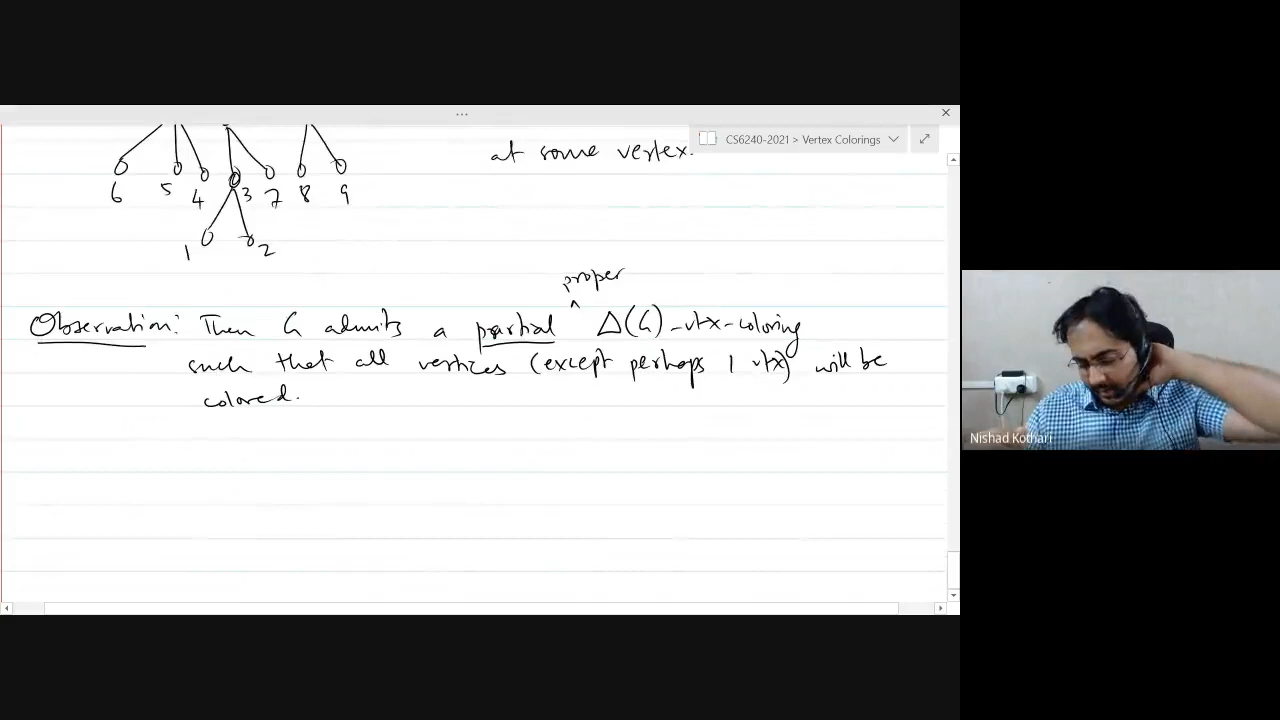 CS6240-2021 > Vertex Colorings
at some vertex.
6 5 4 3 7 8 9
1 2
proper
^
Observation: Then G admits a partial Δ(G)-vtx-coloring
such that all vertices (except perhaps 1 vtx) will be
colored.
Nishad Kothari